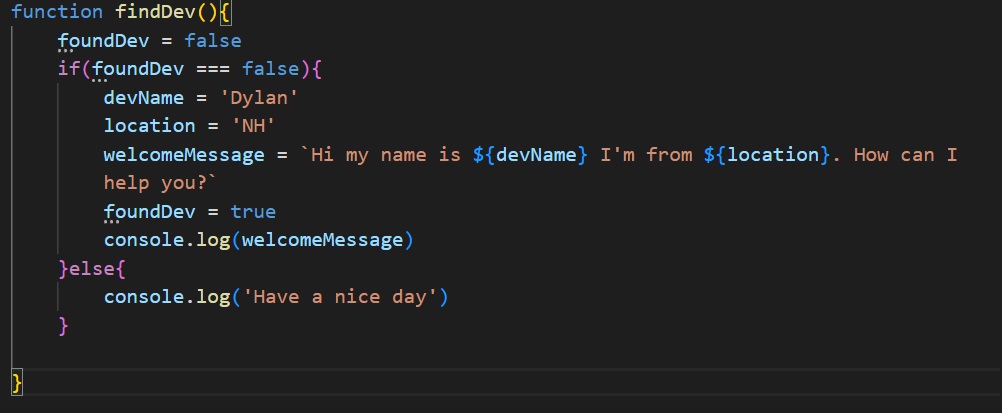 function findDev(){
    foundDev = false
    if(foundDev === false){
        devName = 'Dylan'
        location = 'NH'
        welcomeMessage = `Hi my name is ${devName} I'm from ${location}. How can I
        help you?`
        foundDev = true
        console.log(welcomeMessage)
    }else{
        console.log('Have a nice day')
    }
}